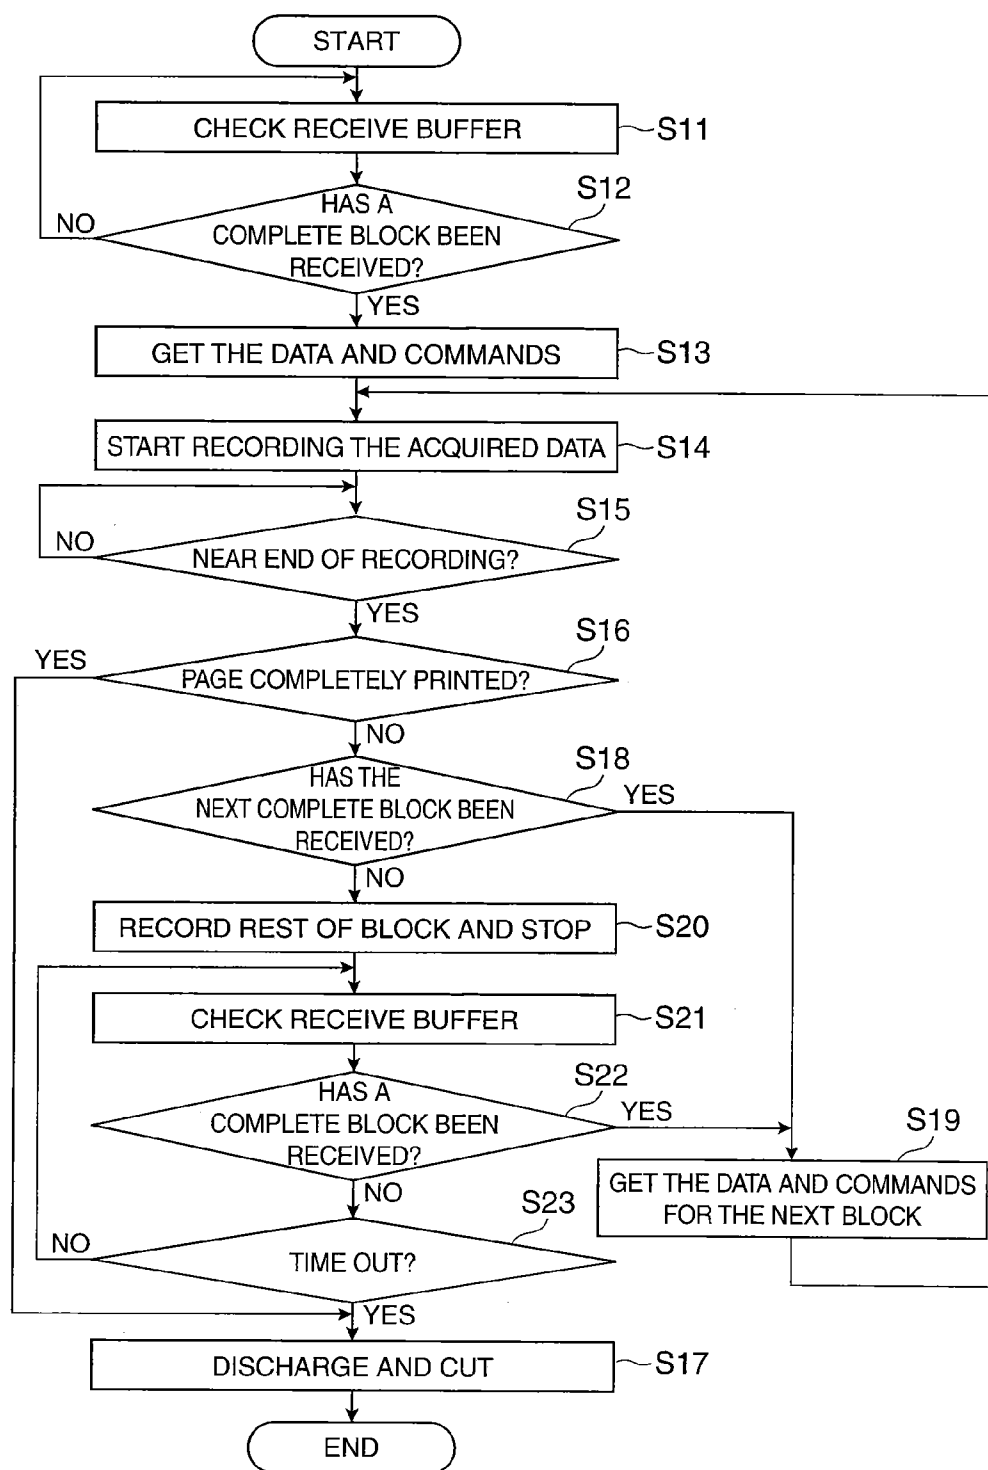 START
CHECK RECEIVE BUFFER
S11
S12
HAS A
COMPLETE BLOCK BEEN
RECEIVED?
NO
YES
GET THE DATA AND COMMANDS
S13
START RECORDING THE ACQUIRED DATA
S14
S15
NO
NEAR END OF RECORDING?
YES
S16
YES
PAGE COMPLETELY PRINTED?
NO
S18
HAS THE
NEXT COMPLETE BLOCK BEEN
RECEIVED?
YES
NO
RECORD REST OF BLOCK AND STOP
S20
CHECK RECEIVE BUFFER
S21
S22
HAS A
COMPLETE BLOCK BEEN
RECEIVED?
YES
NO
S19
GET THE DATA AND COMMANDS
FOR THE NEXT BLOCK
S23
NO
TIME OUT?
YES
DISCHARGE AND CUT
S17
END